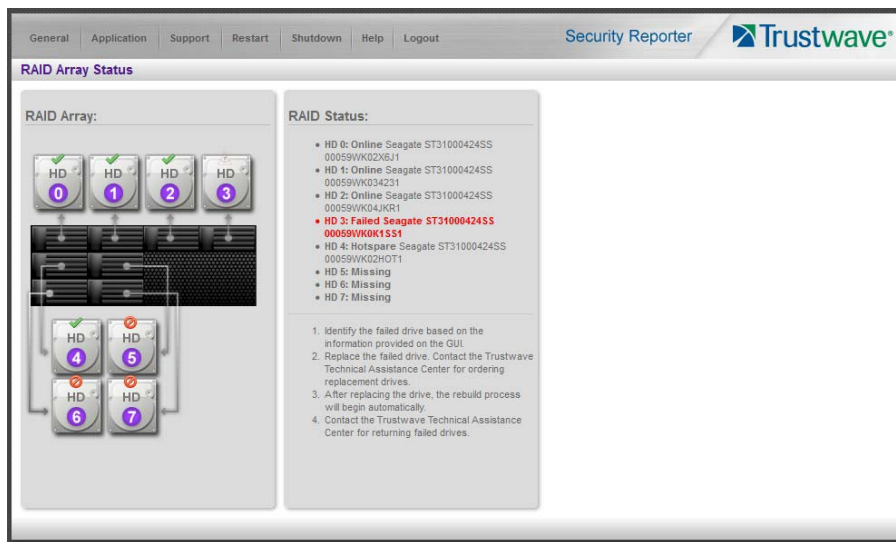 General Application Support Restart Shutdown Help Logout
Security Reporter
Trustwave®
RAID Array Status
RAID Array:
HD 0
HD 1
HD 2
HD 3
HD 4
HD 5
HD 6
HD 7
RAID Status:
• HD 0: Online Seagate ST31000424SS
00059WK02X6J1
• HD 1: Online Seagate ST31000424SS
00059WK034231
• HD 2: Online Seagate ST31000424SS
00059WK04JKR1
• HD 3: Failed Seagate ST31000424SS
00059WK0K1SS1
• HD 4: Hotspare Seagate ST31000424SS
00059WK02HOT1
• HD 5: Missing
• HD 6: Missing
• HD 7: Missing
1. Identify the failed drive based on the
information provided on the GUI.
2. Replace the failed drive. Contact the Trustwave
Technical Assistance Center for ordering
replacement drives.
3. After replacing the drive, the rebuild process
will begin automatically.
4. Contact the Trustwave Technical Assistance
Center for returning failed drives.